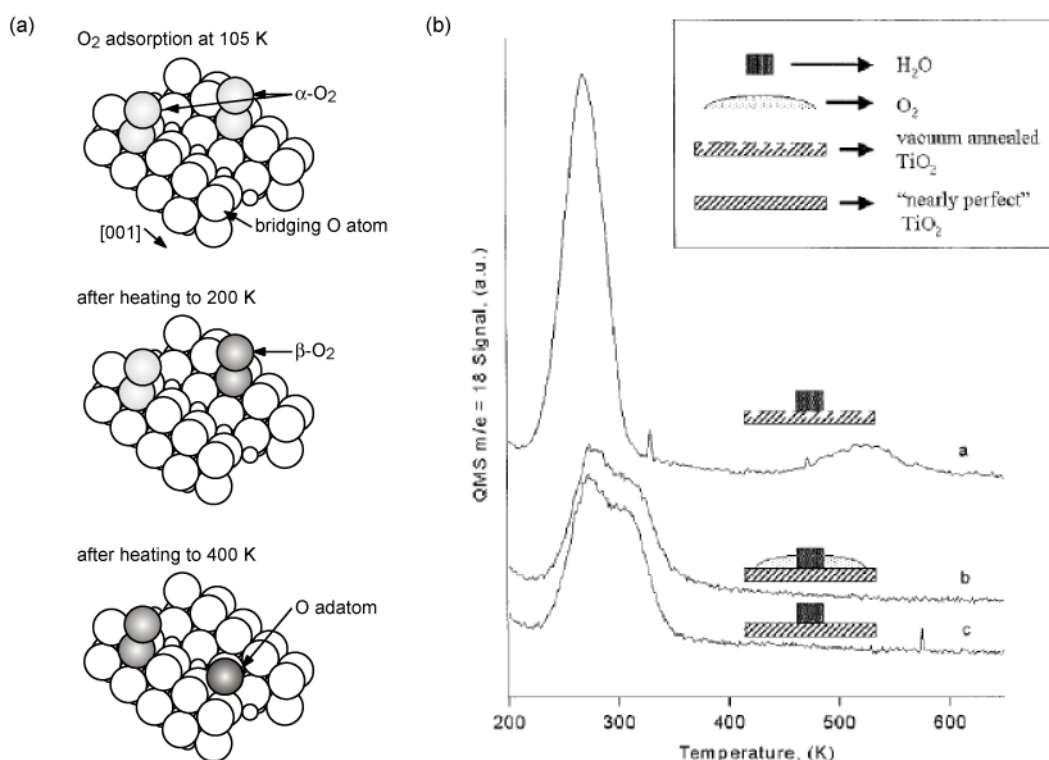 (a)
O2 adsorption at 105 K
α-O2
bridging O atom
[001]
after heating to 200 K
β-O2
after heating to 400 K
O adatom
(b)
H2O
O2
vacuum annealed
TiO2
“nearly perfect”
TiO2
QMS m/e = 18 Signal, (a.u.)
a
b
c
200
300
400
500
600
Temperature, (K)